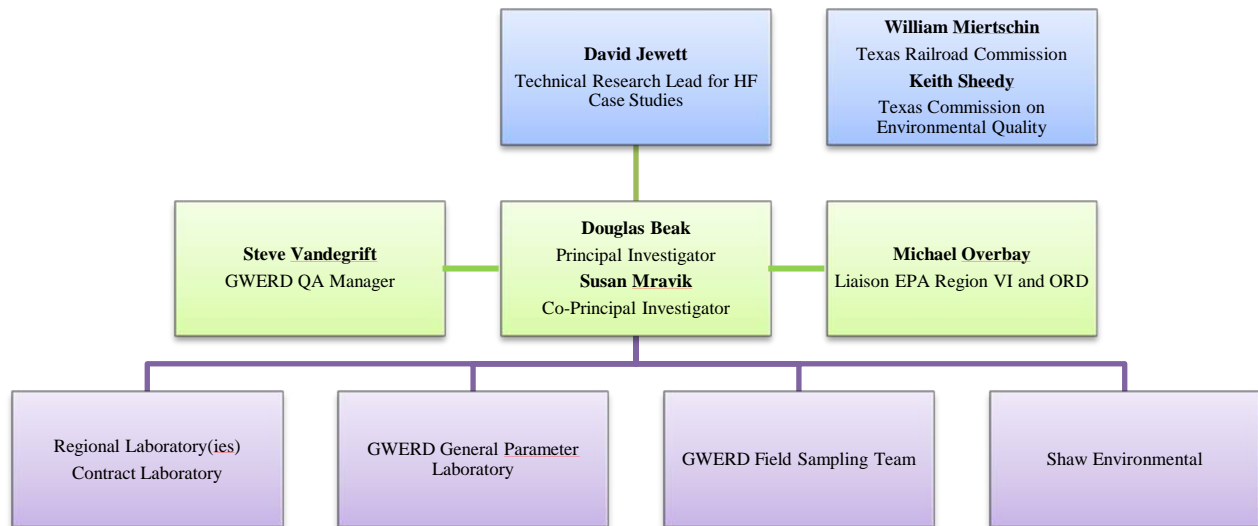 David Jewett
Technical Research Lead for HF
Case Studies
William Miertschin
Texas Railroad Commission
Keith Sheedy
Texas Commission on
Environmental Quality
Steve Vandegrift
GWERD QA Manager
Douglas Beak
Principal Investigator
Susan Mravik
Co-Principal Investigator
Michael Overbay
Liaison EPA Region VI and ORD
Regional Laboratory(ies)
Contract Laboratory
GWERD General Parameter
Laboratory
GWERD Field Sampling Team
Shaw Environmental